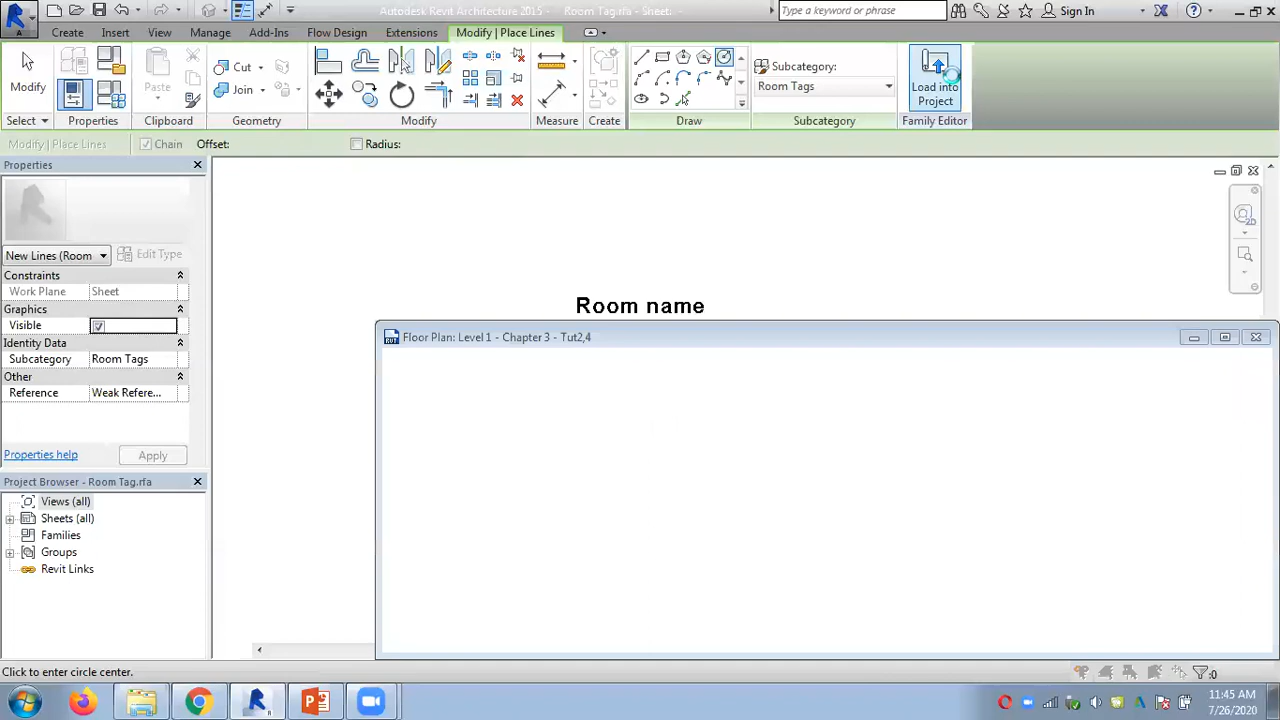 Autodesk Revit Architecture 2015 - Room Tag.rfa - Sheet:
Type a keyword or phrase
Sign In
Create Insert View Manage Add-Ins Flow Design Extensions Modify | Place Lines
Modify
Paste
Cut
Join
Subcategory:
Room Tags
Load into
Project
Select Properties Clipboard Geometry Modify Measure Create Draw Subcategory Family Editor
Modify | Place Lines Chain Offset: Radius:
Properties
New Lines (Room Edit Type
Constraints
Work Plane Sheet
Graphics
Visible
Identity Data
Subcategory Room Tags
Other
Reference Weak Refere...
Properties help Apply
Project Browser - Room Tag.rfa
Views (all)
Sheets (all)
Families
Groups
Revit Links
Room name
Floor Plan: Level 1 - Chapter 3 - Tut2,4
2D
Click to enter circle center.
:0
11:45 AM
7/26/2020